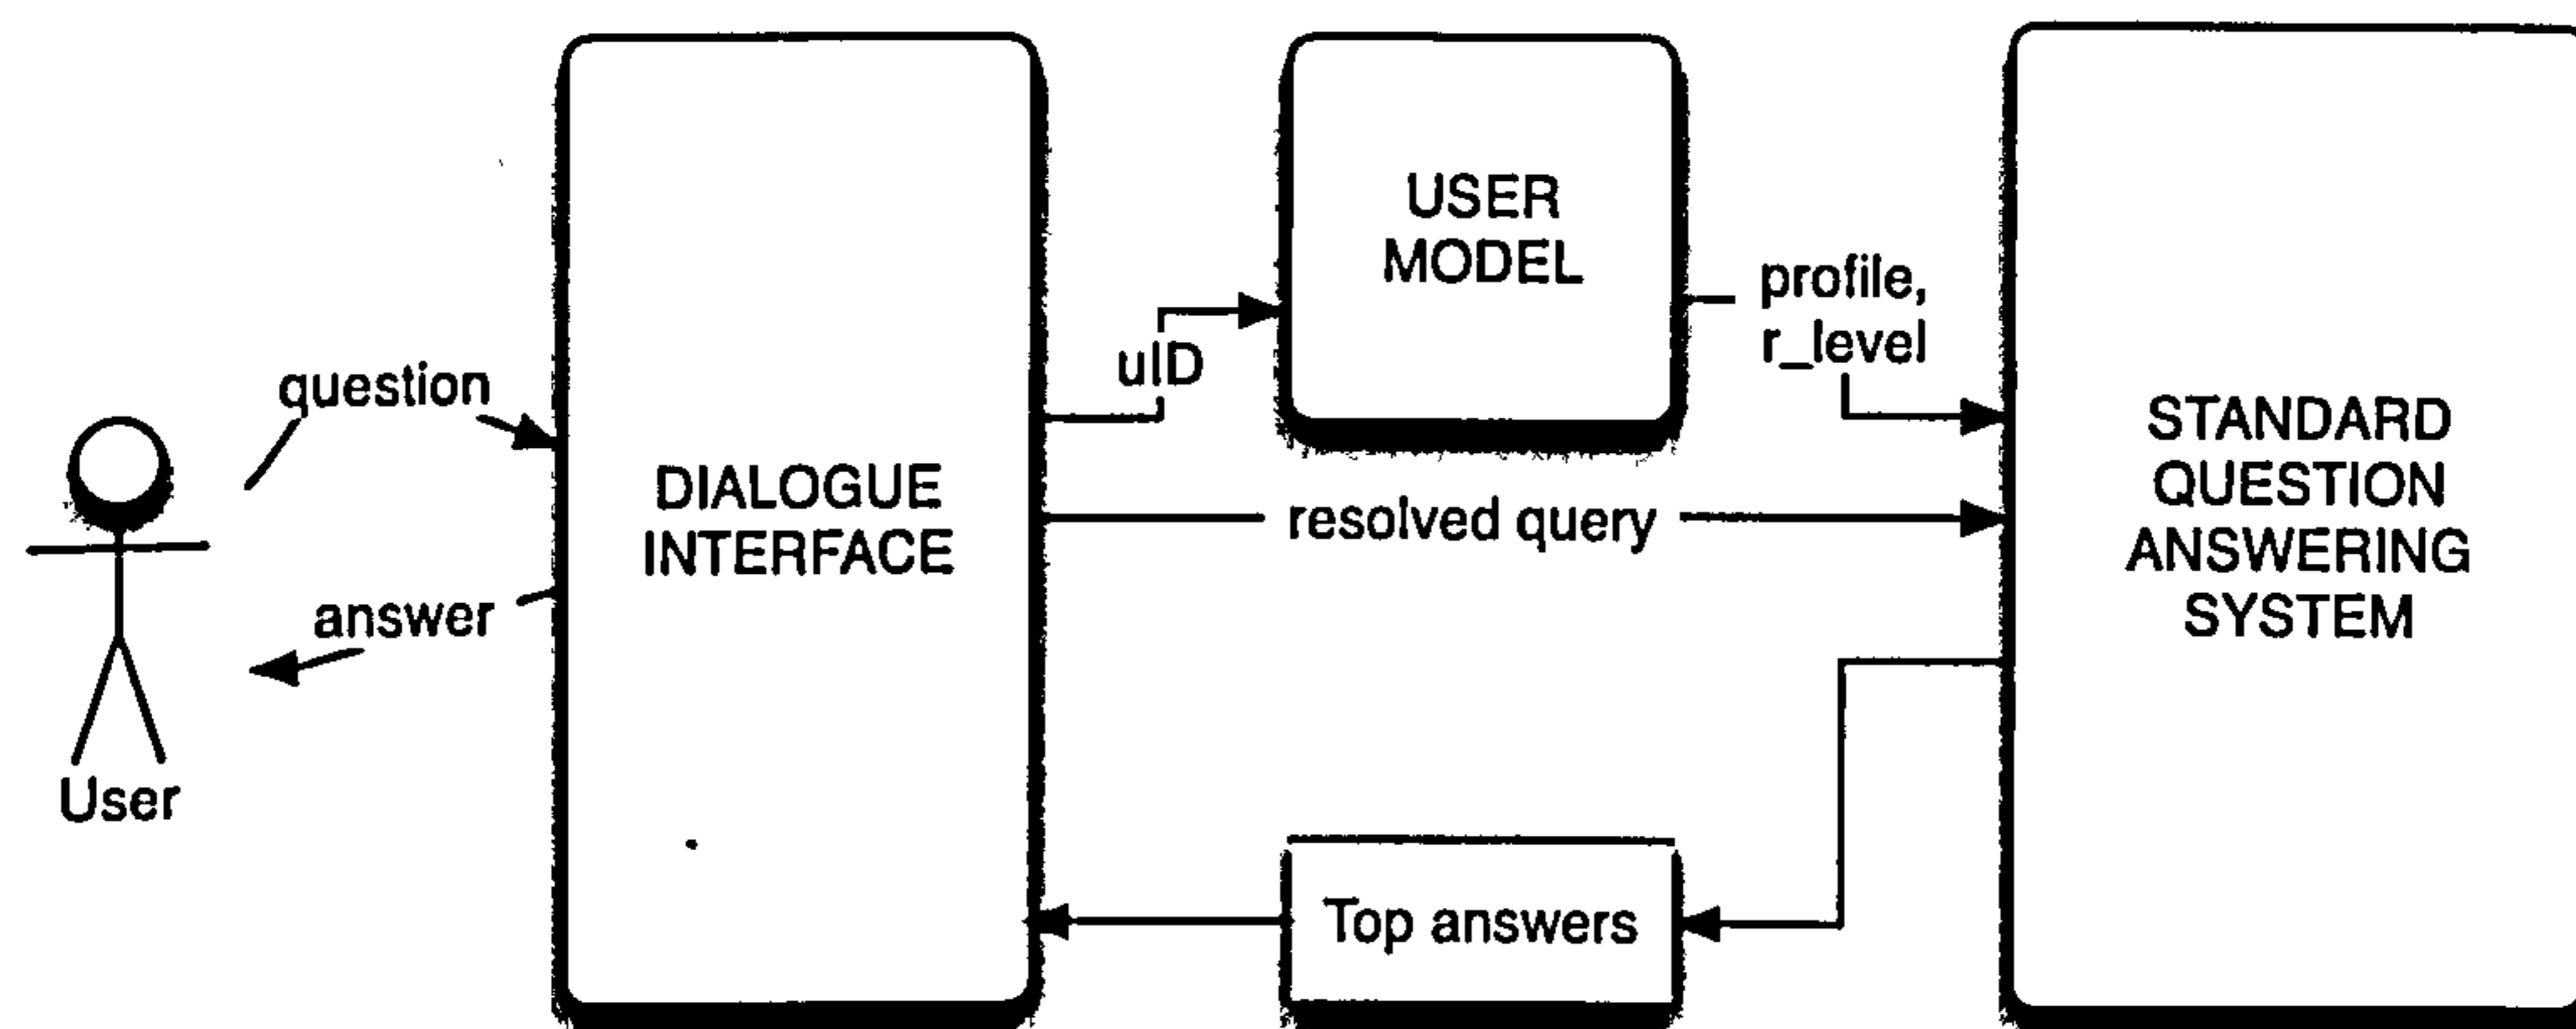 question
answer
User
DIALOGUE
INTERFACE
uID
USER
MODEL
profile,
r_level
resolved query
Top answers
STANDARD
QUESTION
ANSWERING
SYSTEM